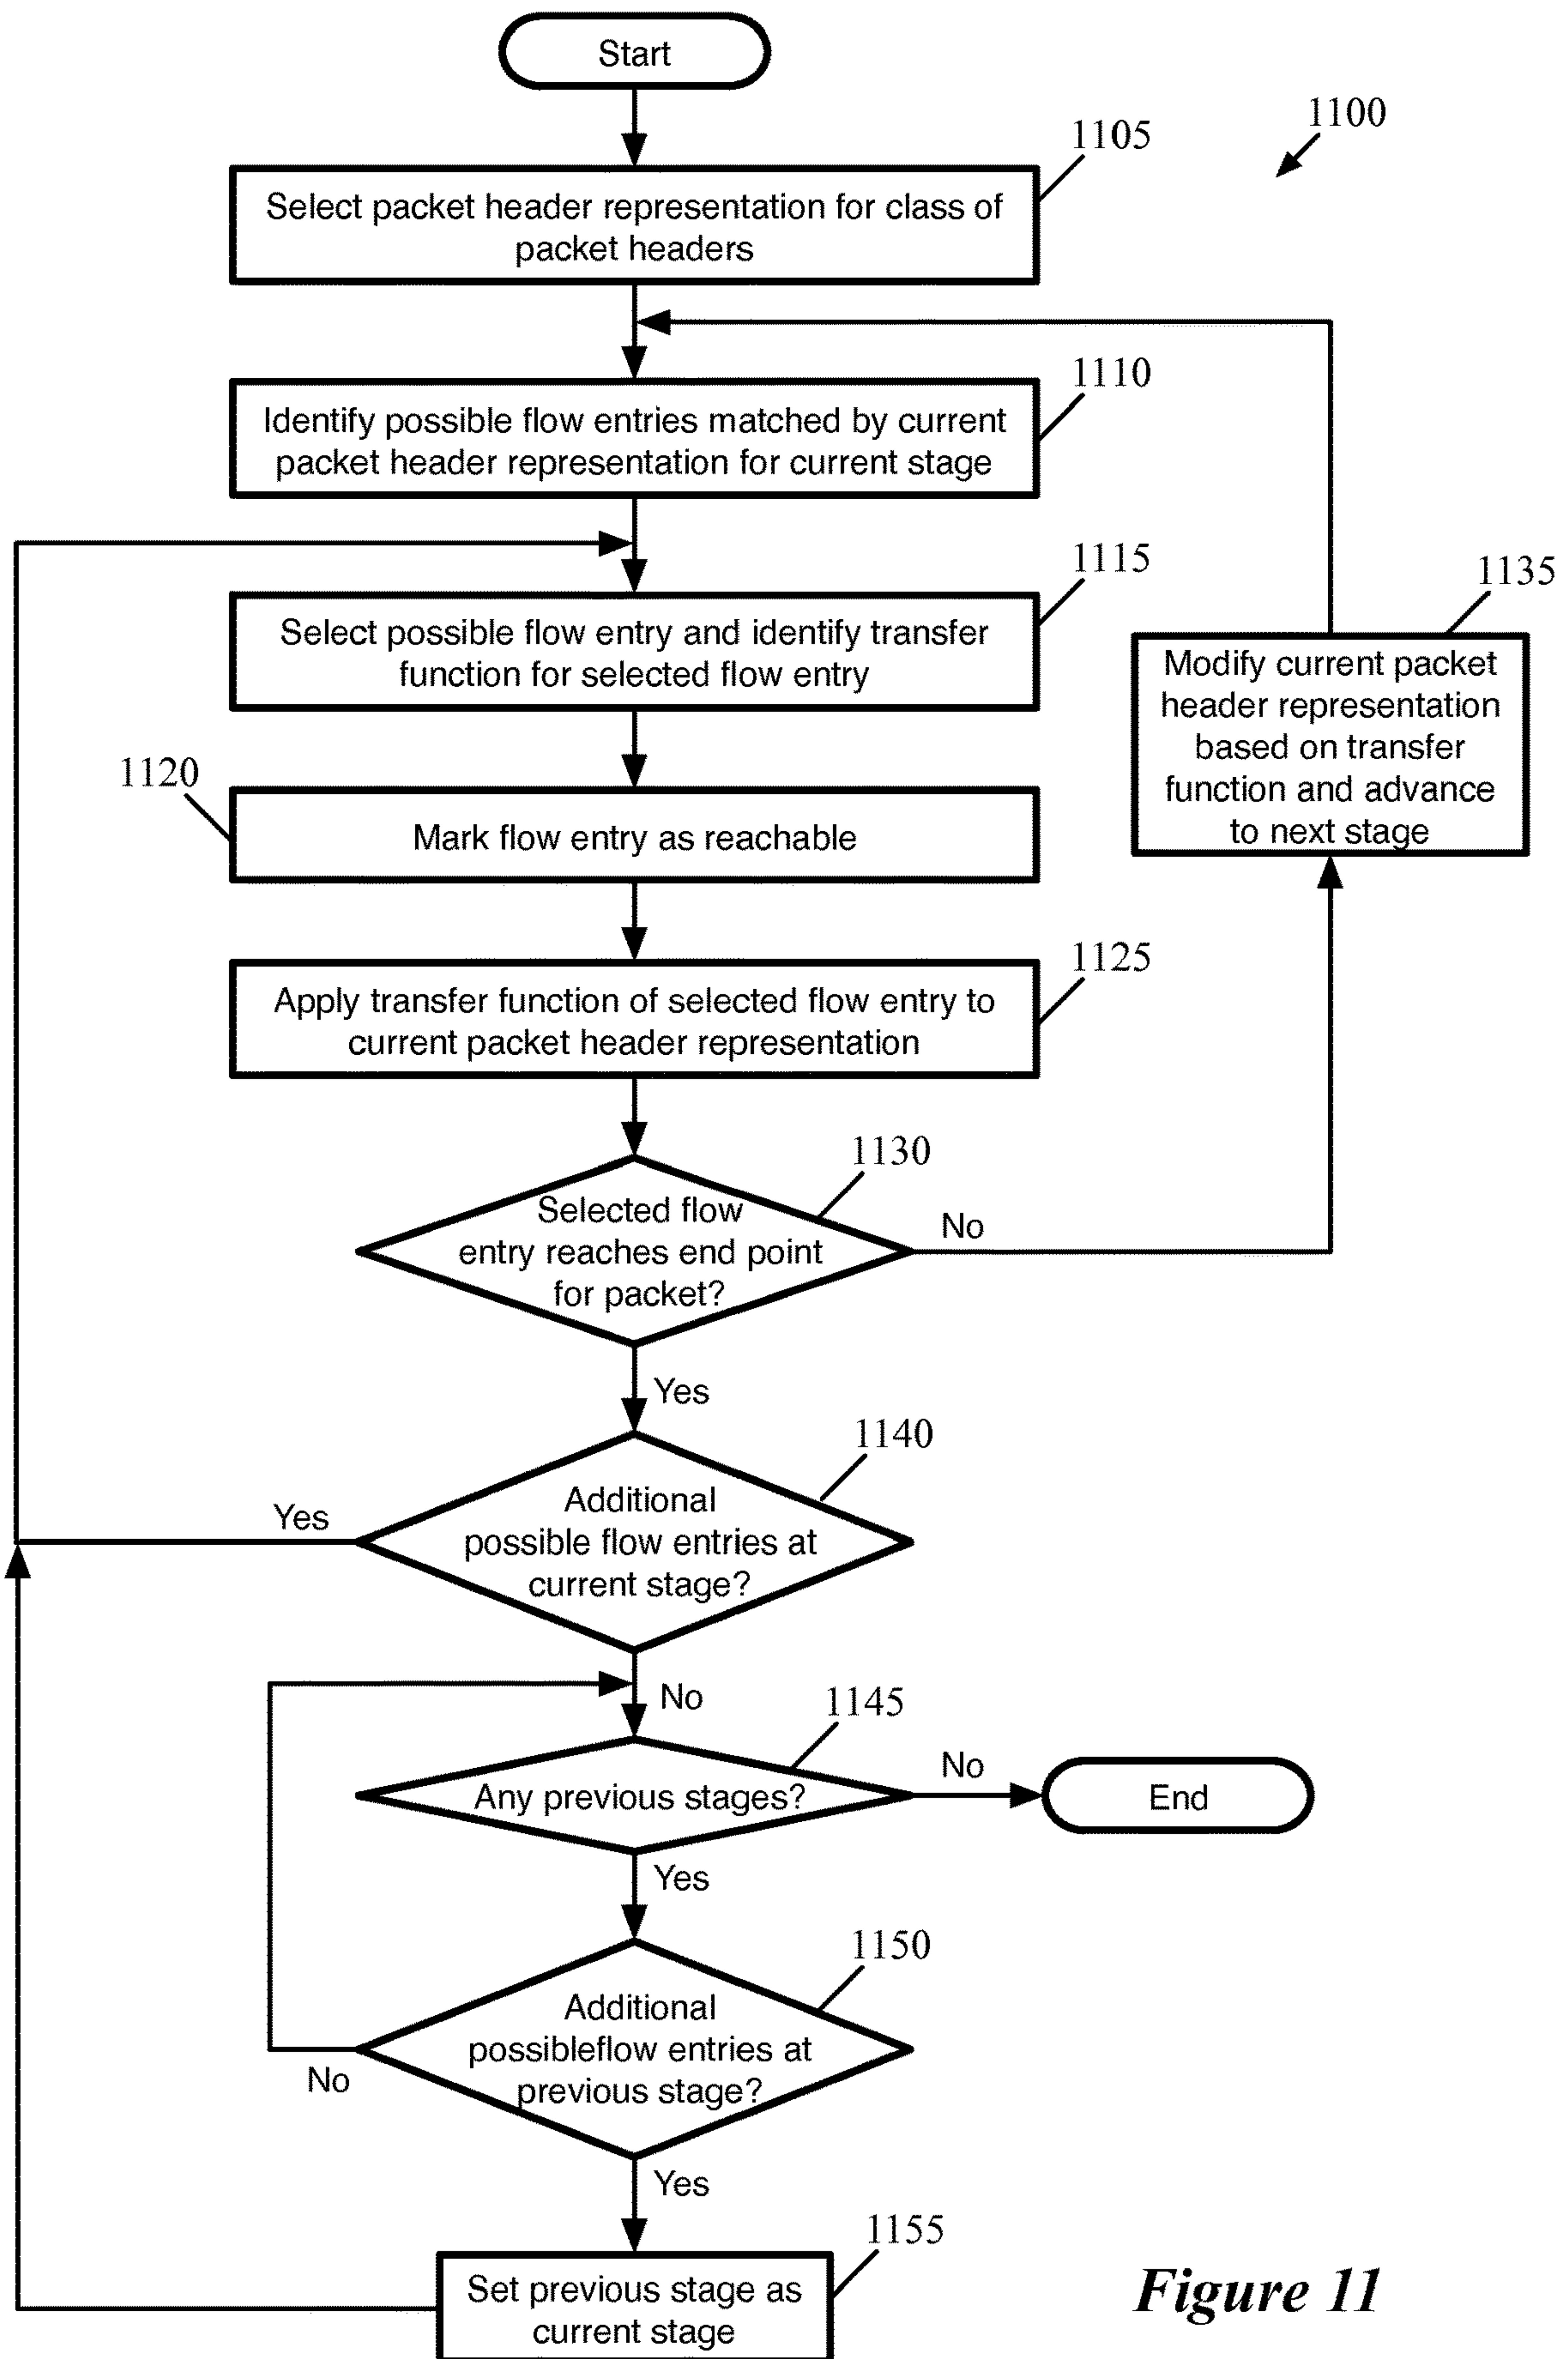 Start
1100
1105
Select packet header representation for class of
packet headers
1110
Identify possible flow entries matched by current
packet header representation for current stage
1115
Select possible flow entry and identify transfer
function for selected flow entry
1135
Modify current packet
header representation
based on transfer
function and advance
to next stage
1120
Mark flow entry as reachable
1125
Apply transfer function of selected flow entry to
current packet header representation
1130
Selected flow
entry reaches end point
for packet?
No
Yes
1140
Additional
possible flow entries at
current stage?
Yes
No
1145
Any previous stages?
No
End
Yes
1150
Additional
possibleflow entries at
previous stage?
No
Yes
1155
Set previous stage as
current stage
Figure 11